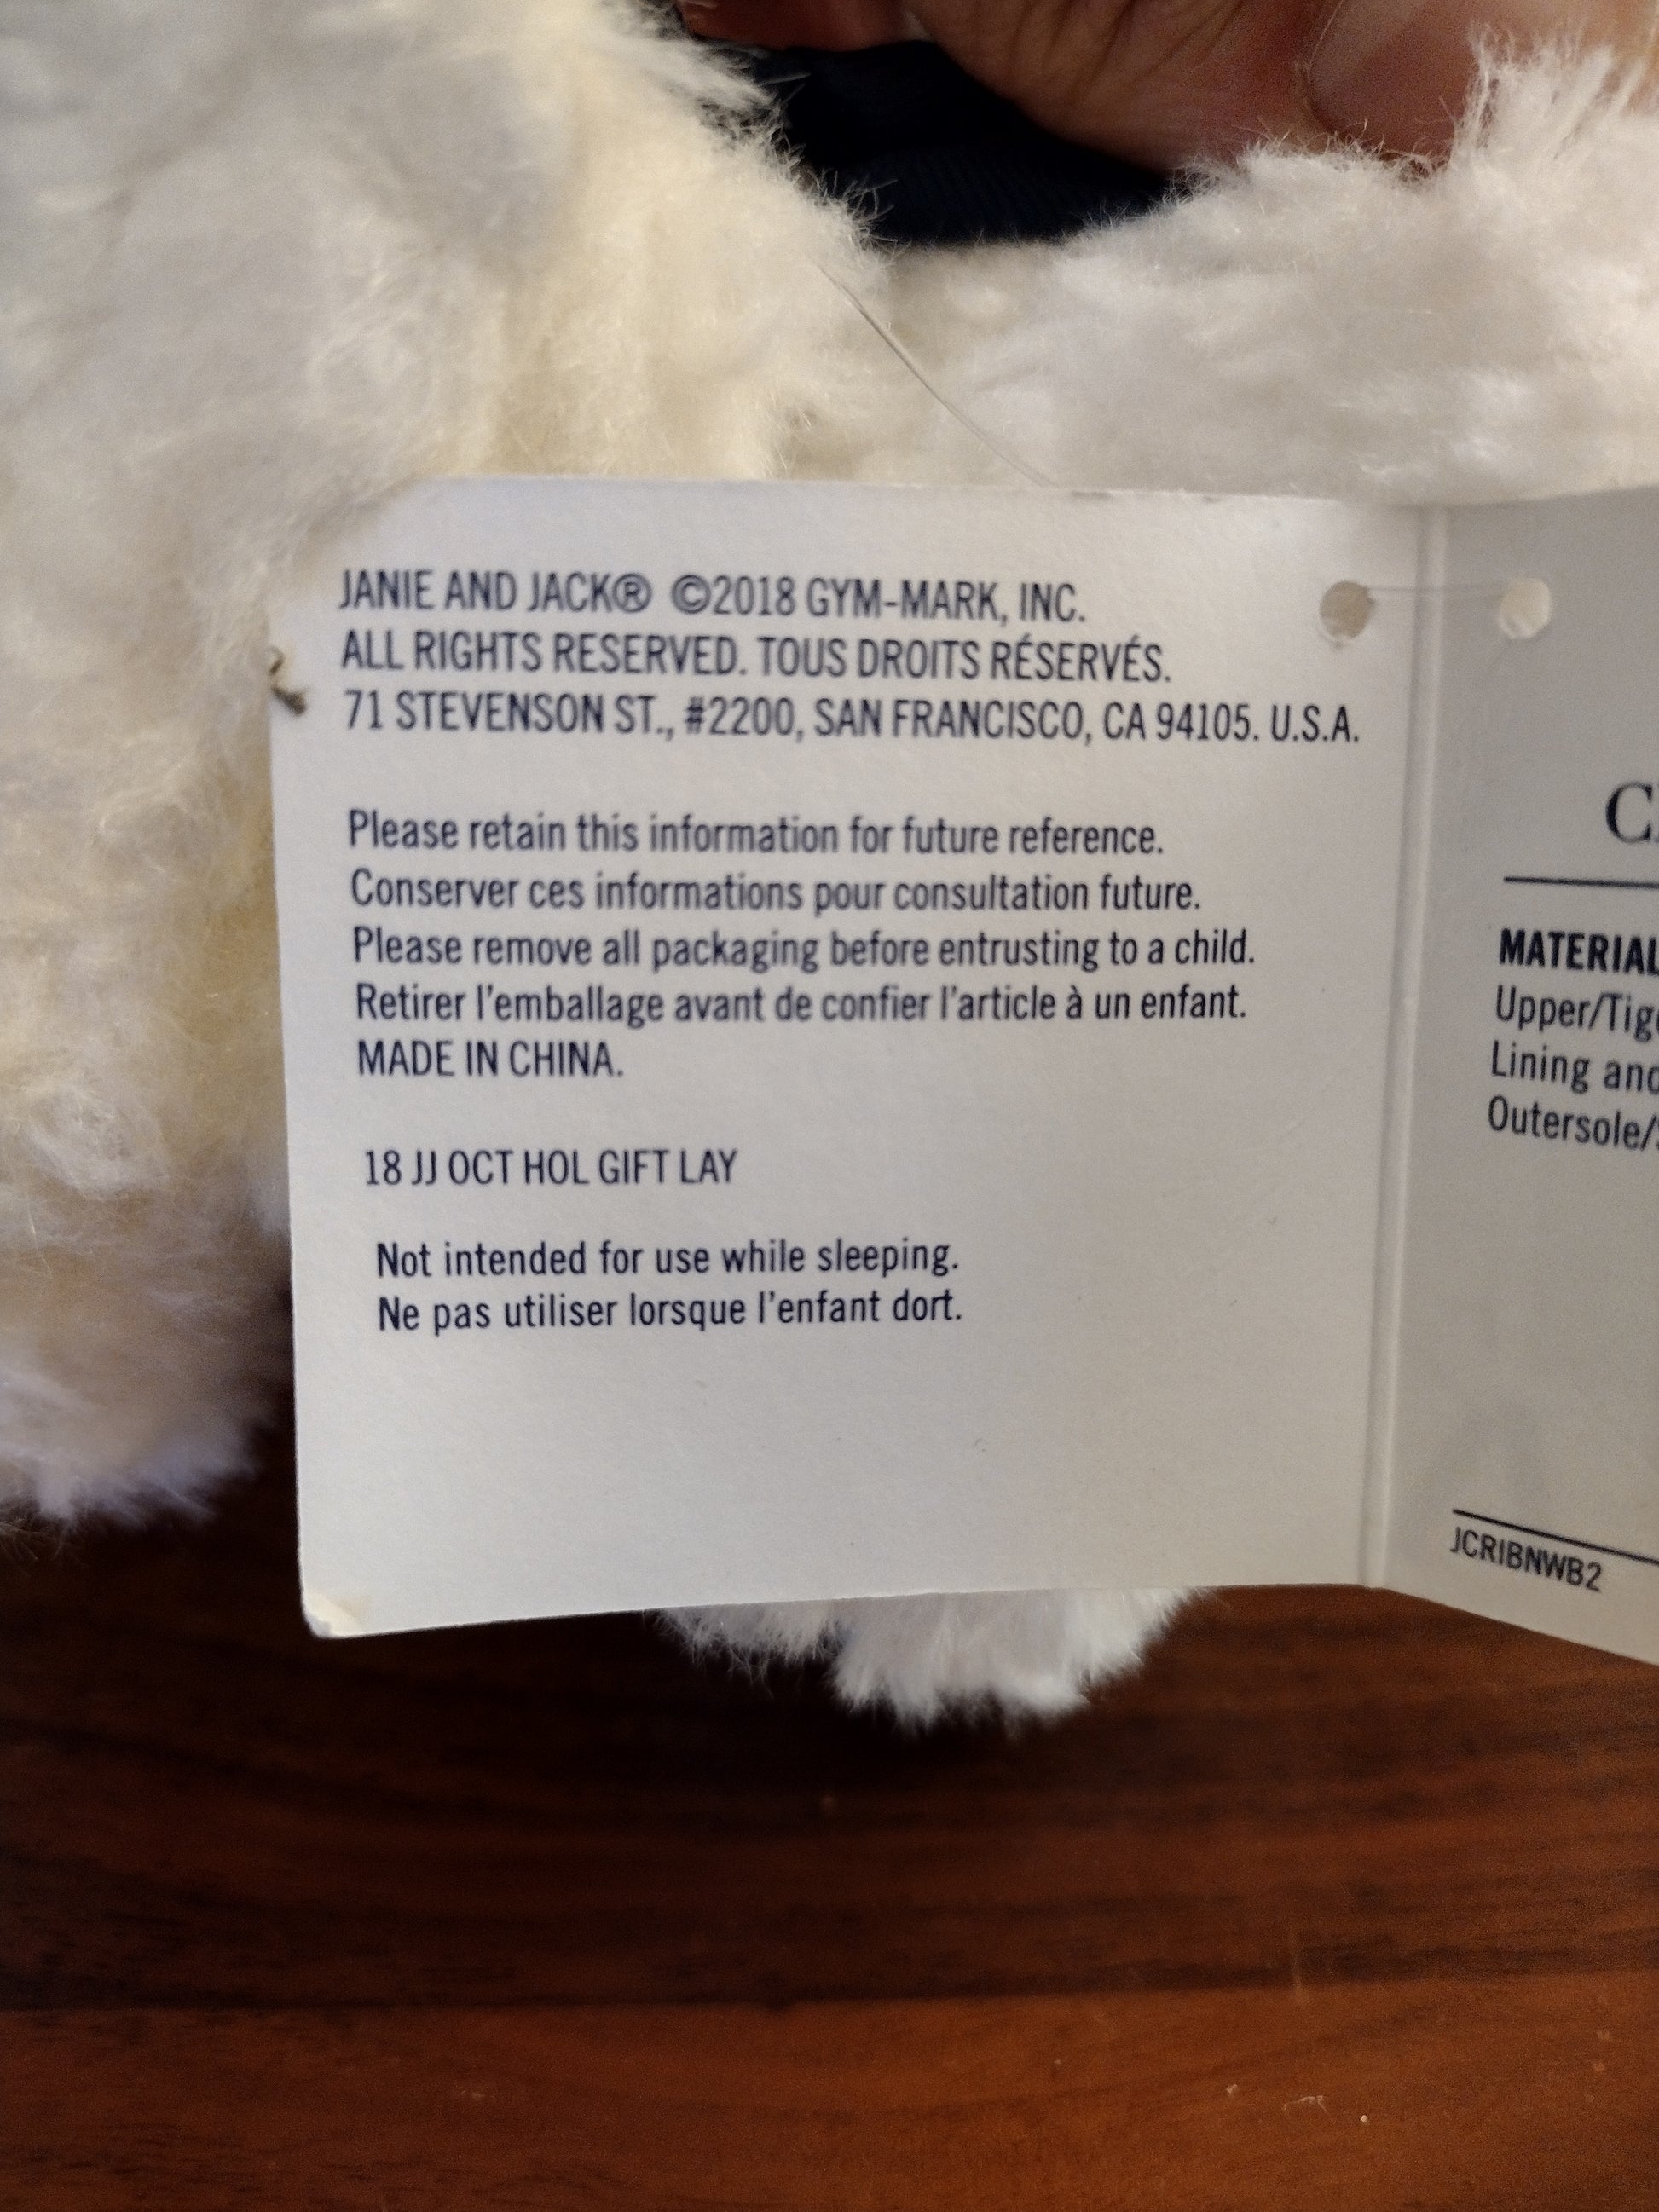 JANIE AND JACK® ©2018 GYM-MARK, INC.
ALL RIGHTS RESERVED. TOUS DROITS RÉSERVÉS.
71 STEVENSON ST., #2200, SAN FRANCISCO, CA 94105. U.S.A.
Please retain this information for future reference.
Conserver ces informations pour consultation future.
Please remove all packaging before entrusting to a child.
Retirer l'emballage avant de confier l'article à un enfant.
MADE IN CHINA.
18 JJ OCT HOL GIFT LAY
Not intended for use while sleeping.
Ne pas utiliser lorsque l'enfant dort.
MATERIAL
Upper/
Lining and
Outersole/
JCRIBNWB2